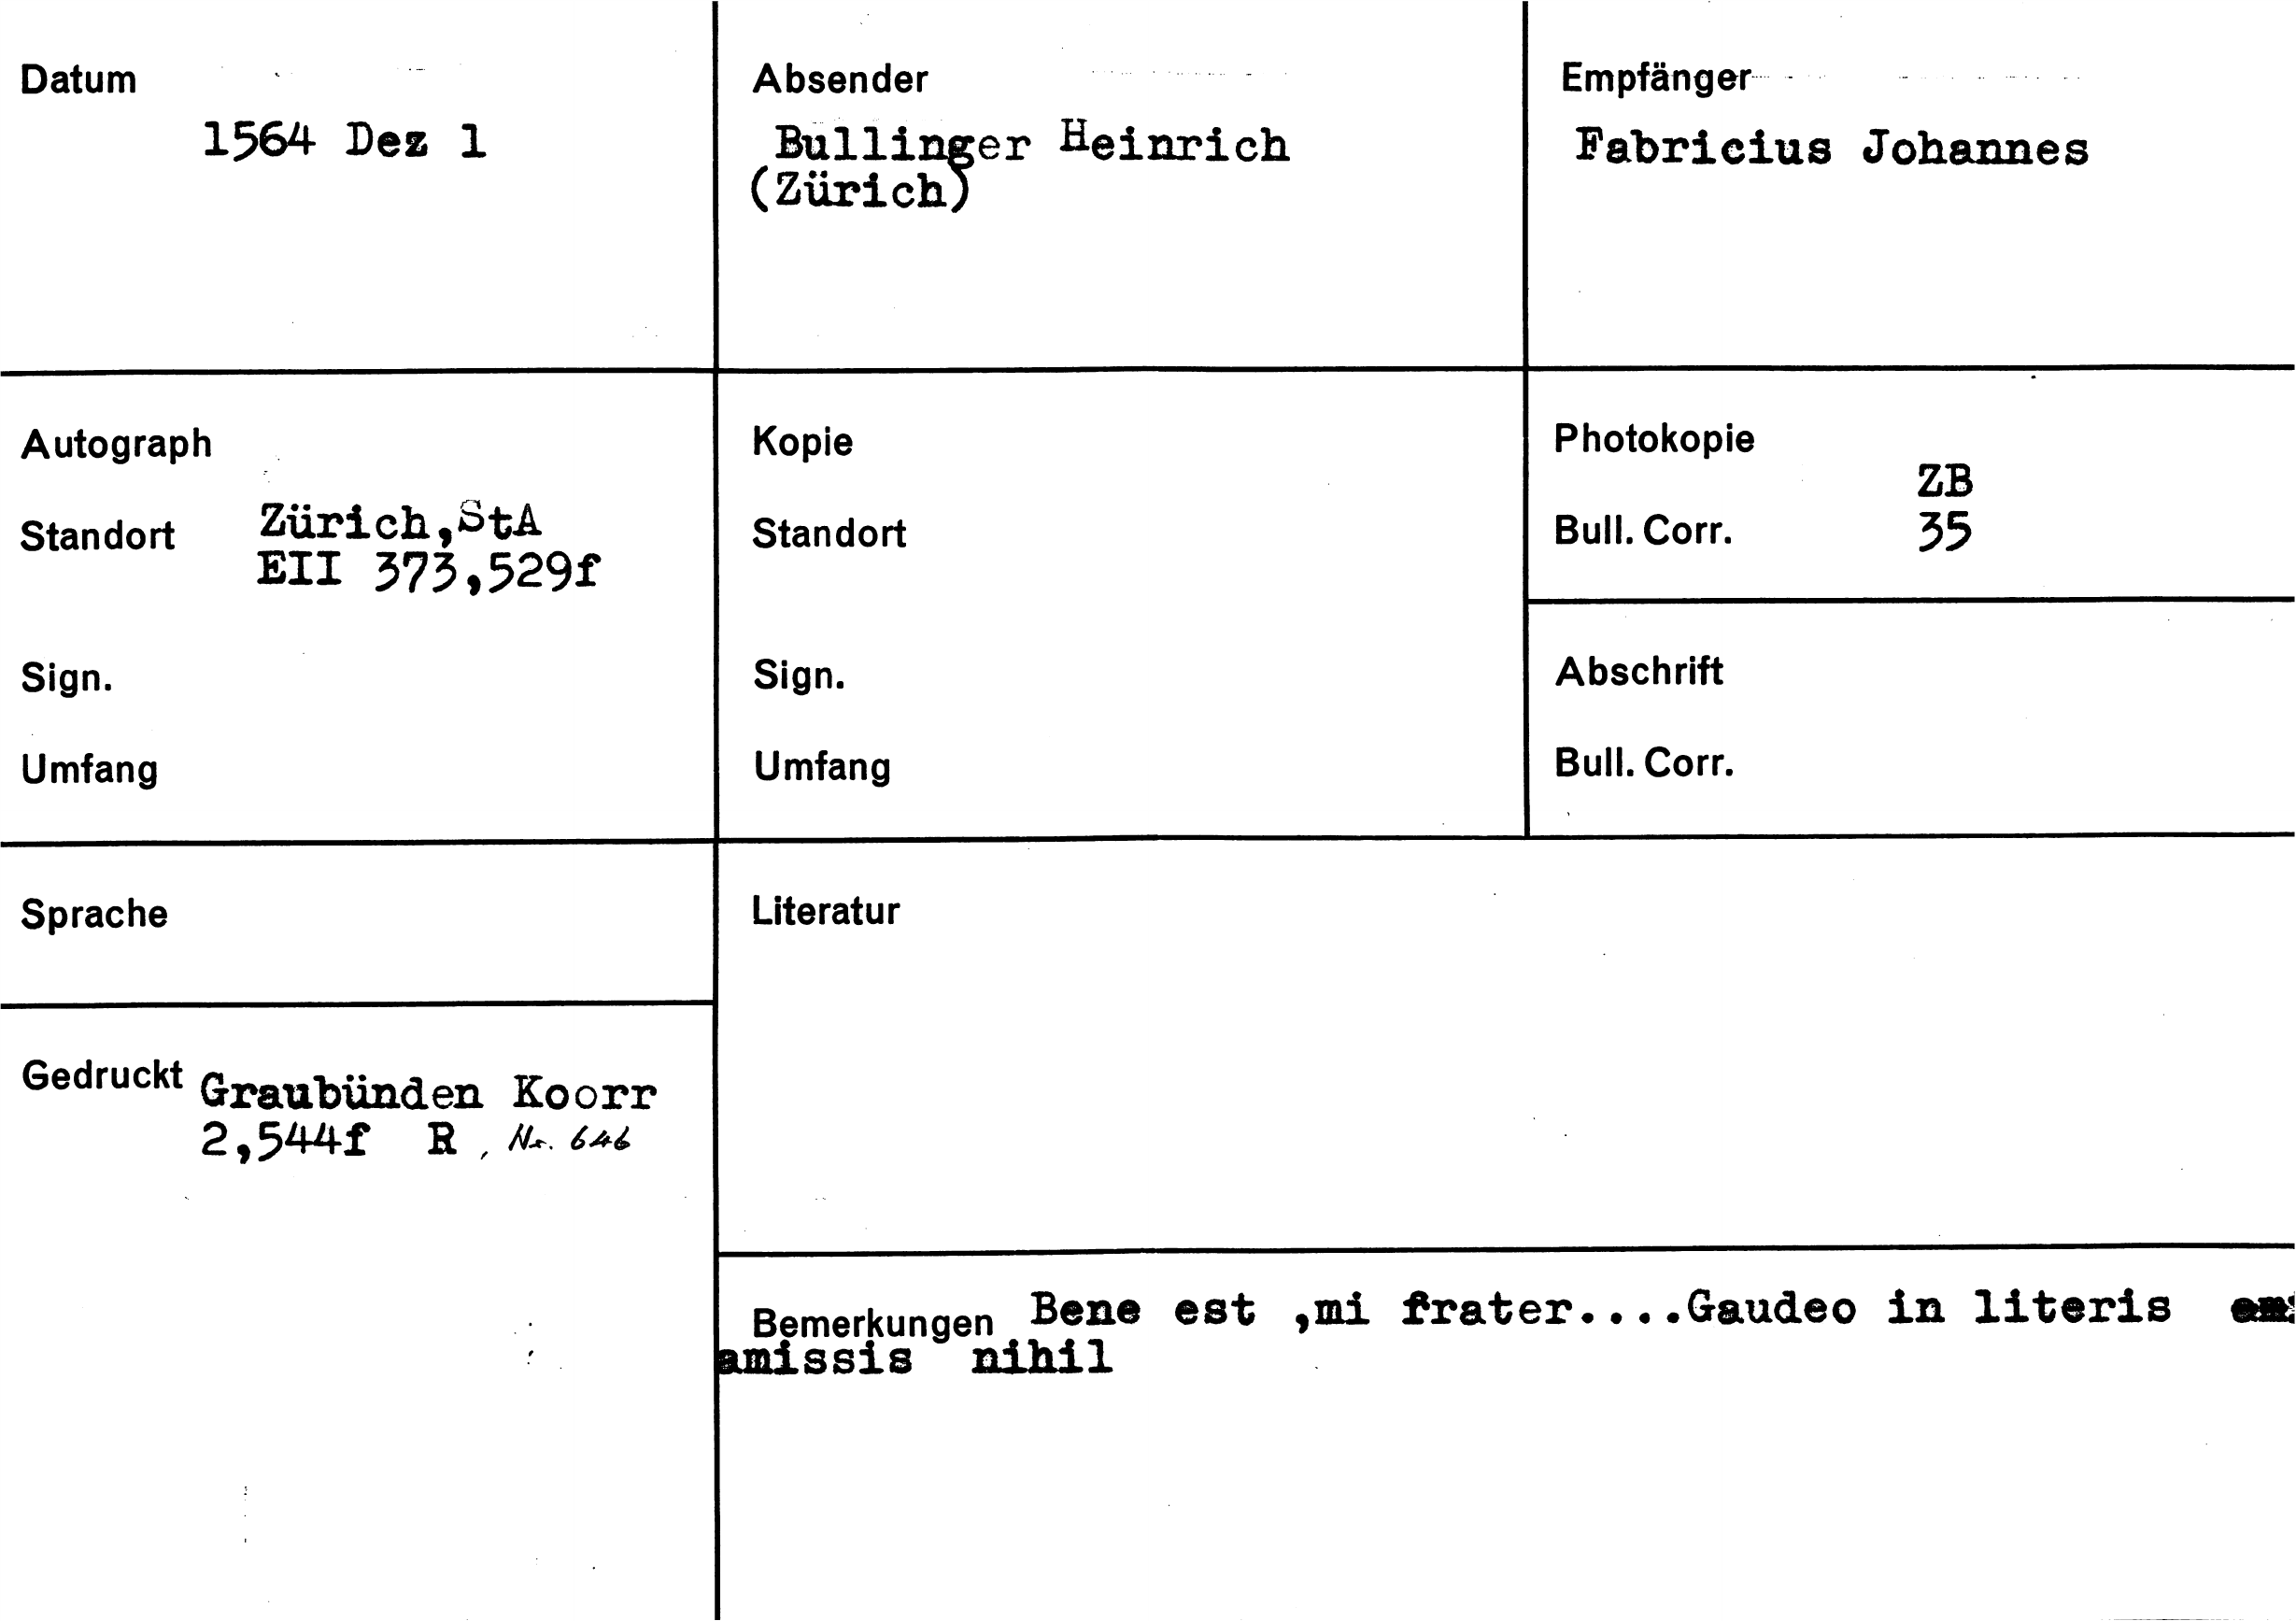 Datum
1564 Dez 1
Absender
Bullinger Heinrich
(Zürich)
Empfänger
Fabricius Johannes
Autograph
Standort Zürich,StA
EII 373,529f
Sign.
Umfang
Kopie
Standort
Sign.
Umfang
Photokopie
ZB
Bull. Corr. 35
Abschrift
Bull. Corr.
Sprache
Gedruckt Graubünden Koorr
2,544f R , Nr. 646
Literatur
Bemerkungen Bene est ,mi frater....Gaudeo in literis
amissis nihil